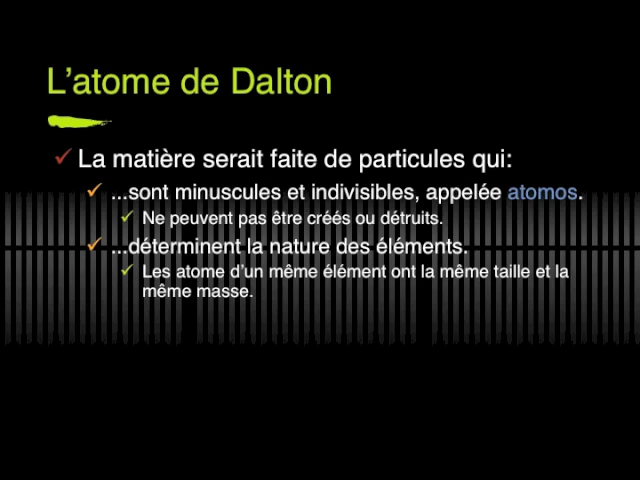 L’atome de Dalton
La matière serait faite de particules qui:
...sont minuscules et indivisibles, appelée atomos.
Ne peuvent pas être créés ou détruits.
...déterminent la nature des éléments.
Les atome d’un même élément ont la même taille et la
même masse.